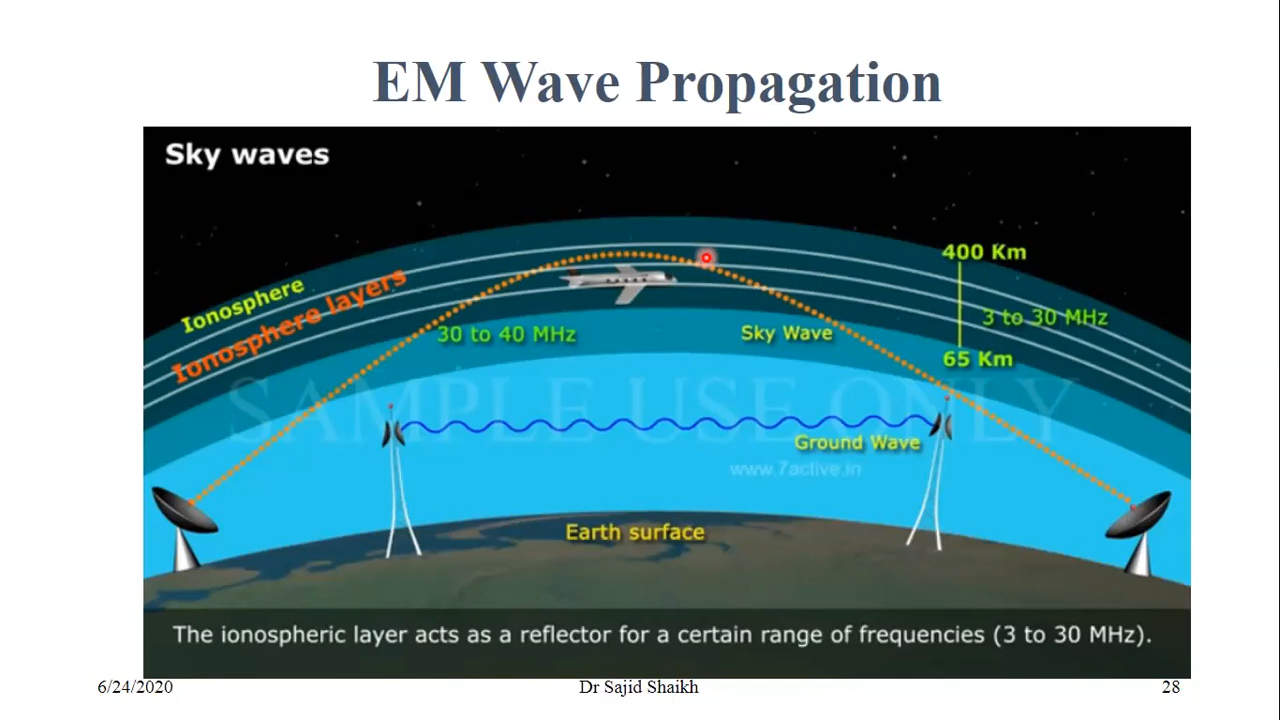 EM Wave Propagation
Sky waves
400 Km
Ionosphere
Ionosphere layers
3 to 30 MHz
30 to 40 MHz
Sky Wave
65 Km
SAMPLE USE ONLY
Ground Wave
www.7active.in
Earth surface
The ionospheric layer acts as a reflector for a certain range of frequencies (3 to 30 MHz).
6/24/2020
Dr Sajid Shaikh
28